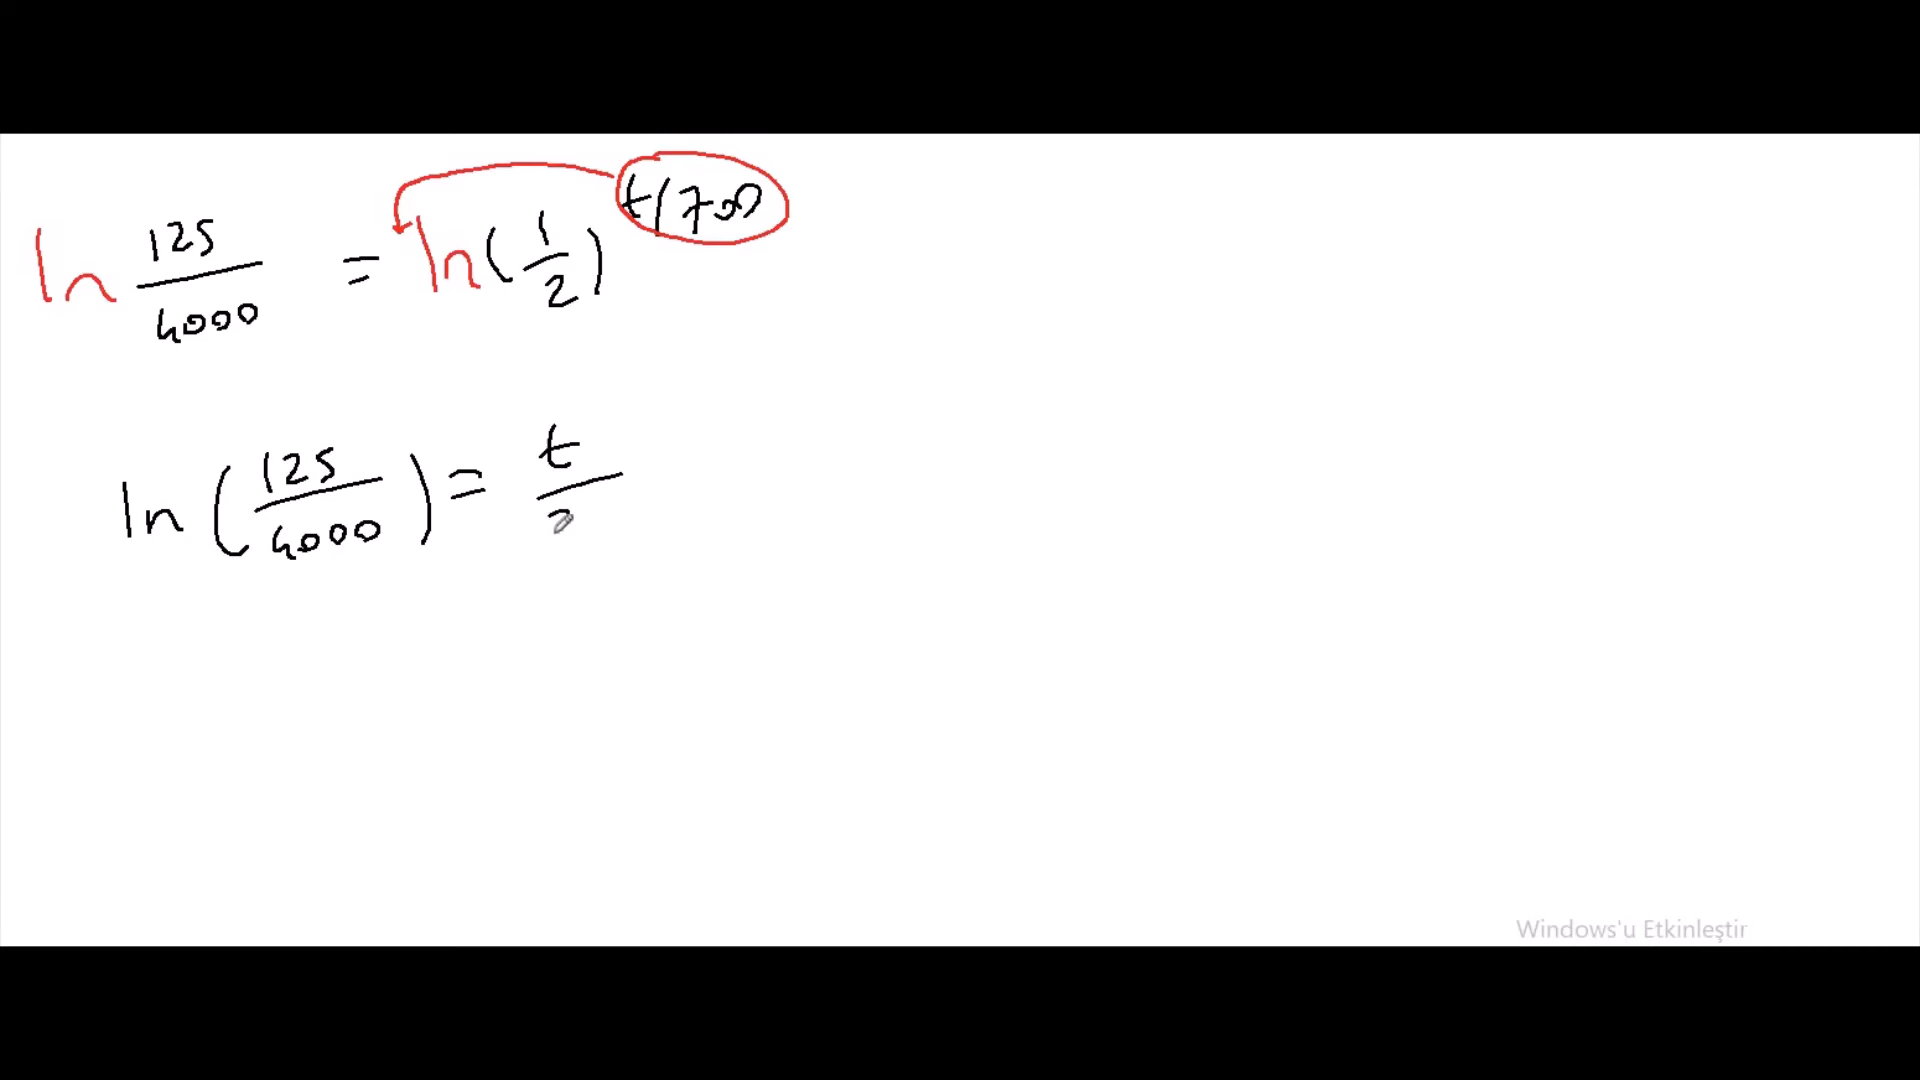 ln 125/4000 = ln(1/2)^t/700
ln(125/4000) = t/
Windows'u Etkinleştir